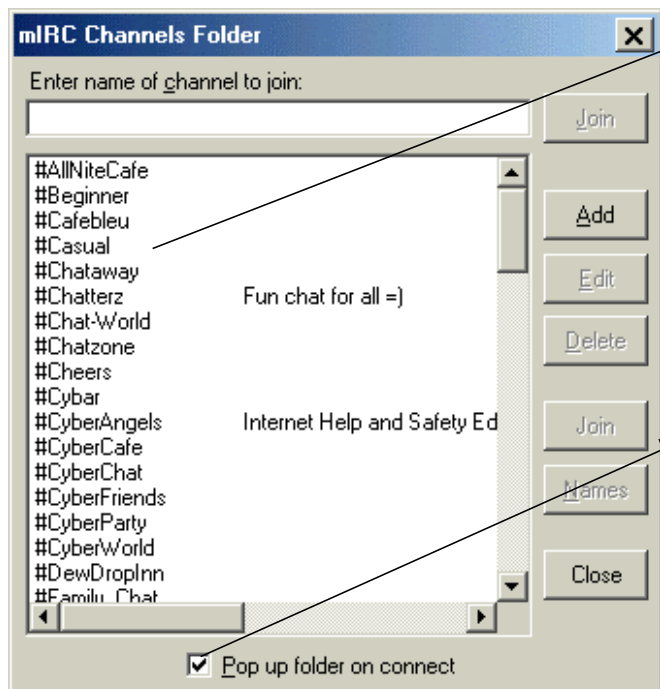 mIRC Channels Folder
Enter name of channel to join:
Join
#AllNiteCafe
#Beginner
#Cafebleu
#Casual
#Chataway
#Chatterz Fun chat for all =)
#Chat-World
#Chatzone
#Cheers
#Cybar
#CyberAngels Internet Help and Safety Ed
#CyberCafe
#CyberChat
#CyberFriends
#CyberParty
#CyberWorld
#DewDropInn
#Family_Chat
Add
Edit
Delete
Join
Names
Close
Pop up folder on connect